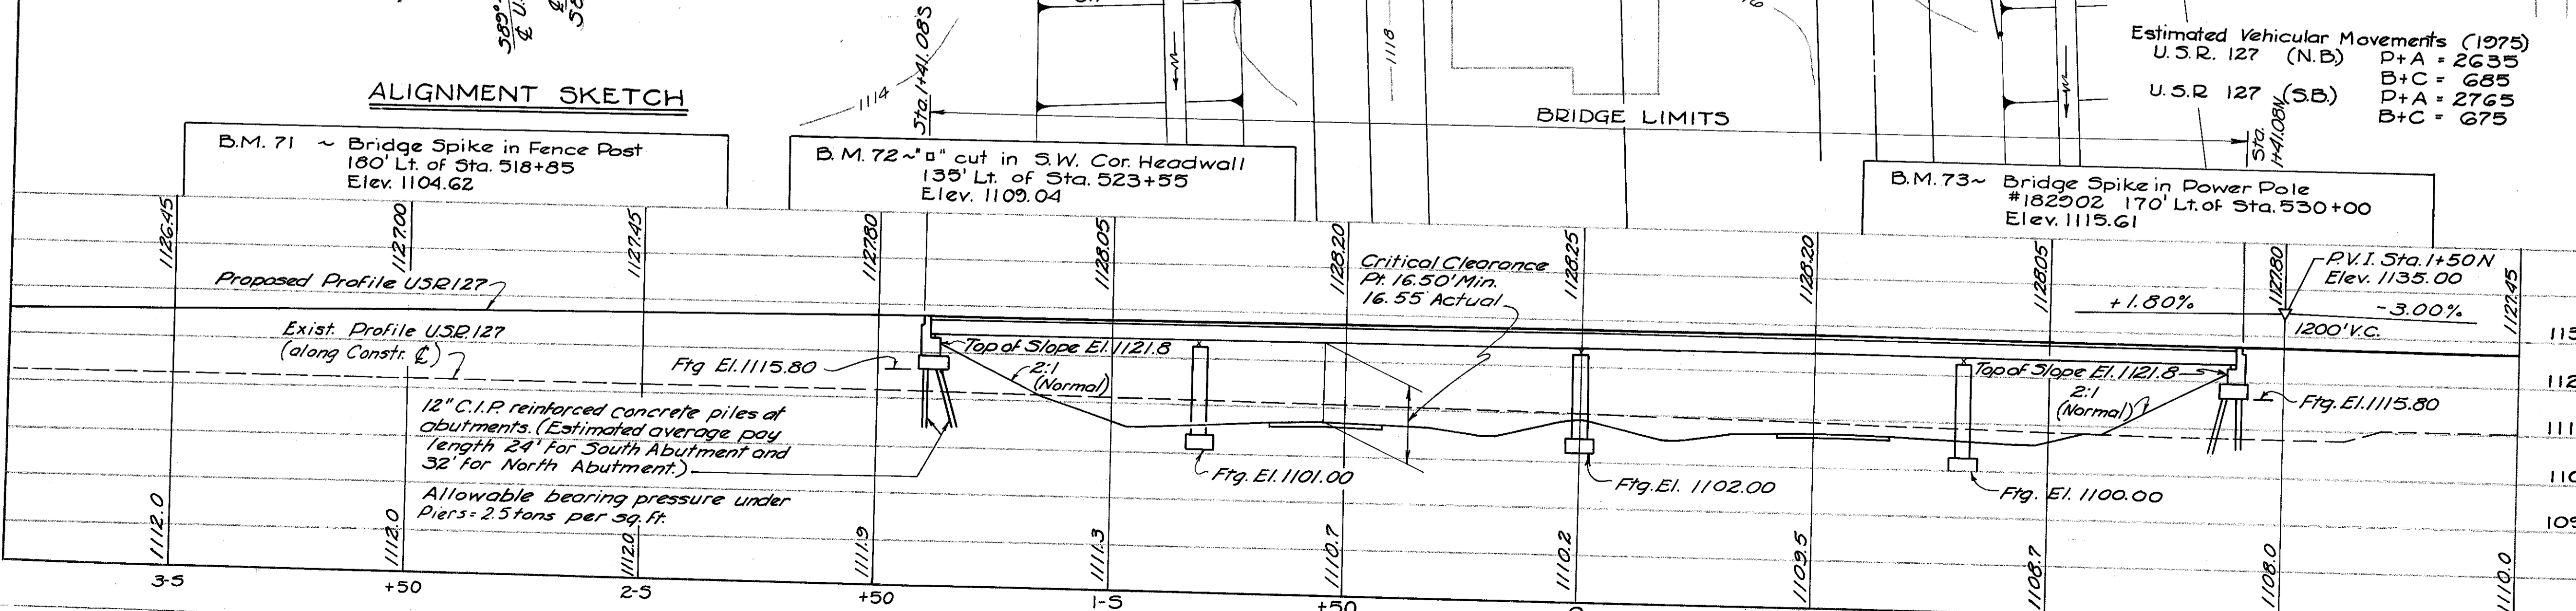 S89°
₵ U.S
₵
S8
ALIGNMENT SKETCH
1114
Sta. 1+41.08S
1118
BRIDGE LIMITS
Estimated Vehicular Movements (1975)
U.S.R. 127 (N.B.) P+A = 2635
B+C = 685
U.S.R 127 (S.B.) P+A = 2765
B+C = 675
Sta.
1+41.08N
B.M. 71 ~ Bridge Spike in Fence Post
180' Lt. of Sta. 518+85
Elev. 1104.62
B.M. 72~"□" cut in S.W. Cor. Headwall
135' Lt. of Sta. 523+55
Elev. 1109.04
B.M. 73~ Bridge Spike in Power Pole
#182902 170' Lt. of Sta. 530+00
Elev. 1115.61
1126.45
1127.00
1127.45
1127.80
1128.05
1128.20
1128.25
1128.20
1128.05
1127.80
1127.45
Proposed Profile USR127
Critical Clearance
Pt. 16.50' Min.
16.55' Actual
P.V.I. Sta. 1+50N
Elev. 1135.00
+1.80%
-3.00%
1200' V.C.
Exist. Profile U.S.R.127
(along Constr. ₵)
Ftg El. 1115.80
Top of Slope El. 1121.8
2:1
(Normal)
Top of Slope El. 1121.8
2:1
(Normal)
Ftg. El. 1115.80
113
112
111
110
109
12" C.I.P. reinforced concrete piles at
abutments. (Estimated average pay
length 24' for South Abutment and
32' for North Abutment.)
Ftg. El. 1101.00
Ftg. El. 1102.00
Ftg. El. 1100.00
Allowable bearing pressure under
Piers = 2.5 tons per sq. ft.
1112.0
1112.0
1112.0
1111.9
1111.3
1110.7
1110.2
1109.5
1108.7
1108.0
1110.0
3-S
+50
2-S
+50
1-S
+50